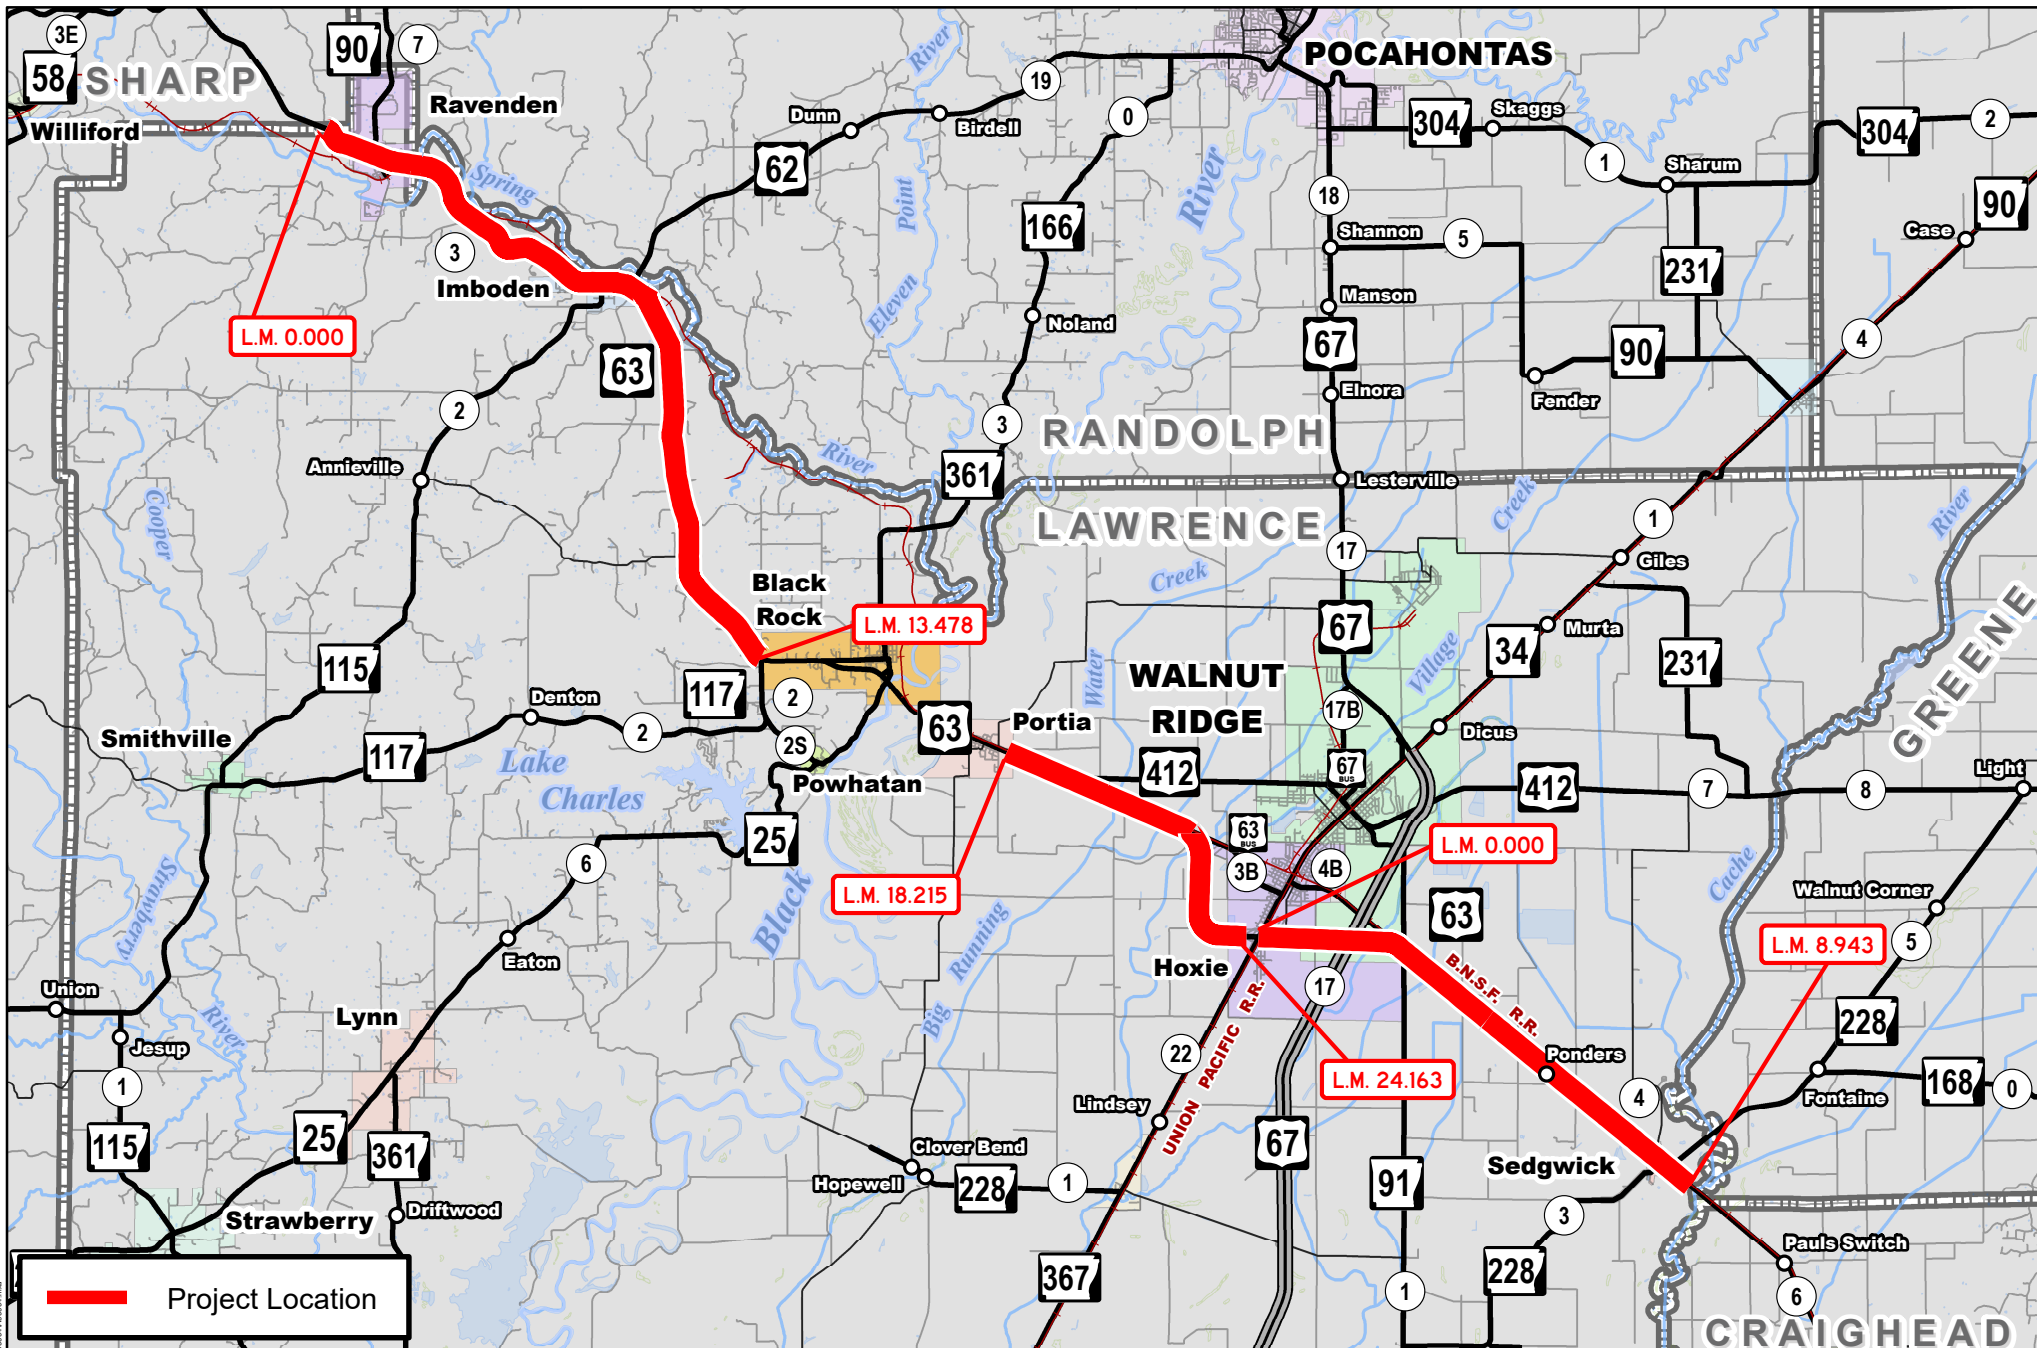 3E
58
SHARP
90
7
Ravenden
Williford
Spring
3
Imboden
L.M. 0.000
63
2
Annieville
Cooper
River
Dunn
Birdell
19
0
62
Point
Eleven
166
River
Noland
3
361
River
POCAHONTAS
304
Skaggs
1
Sharum
304
2
18
Shannon
5
231
Case
90
Manson
67
Elnora
90
Fender
4
RANDOLPH
Lesterville
LAWRENCE
Creek
River
1
17
Giles
Creek
Black
Rock
L.M. 13.478
67
Murta
34
231
GREENE
Water
Village
115
117
2
Denton
2
63
Portia
WALNUT
RIDGE
17B
Dicus
Smithville
117
Lake
Charles
2S
Powhatan
412
67
BUS
412
7
8
Light
25
63
BUS
L.M. 0.000
6
3B
4B
L.M. 18.215
Strawberry
River
Black
Running
Big
63
Cache
Walnut Corner
5
L.M. 8.943
Eaton
Hoxie
B.N.S.F. R.R.
17
Union
Lynn
228
Jesup
22
UNION PACIFIC R.R.
Ponders
L.M. 24.163
4
Fontaine
168
0
1
Lindsey
115
25
361
Clover Bend
Hopewell
228
1
67
91
Sedgwick
Strawberry
Driftwood
3
Pauls Switch
367
228
1
6
CRAIGHEAD
Project Location